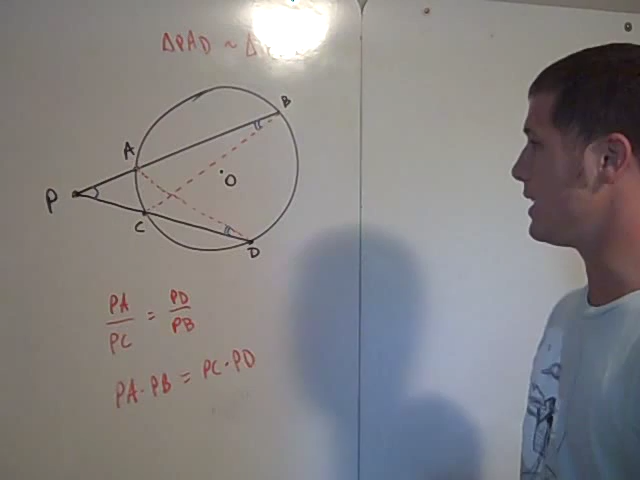 ΔPAD ~ Δ
B
A
O
P
C
D
PA/PC = PD/PB
PA · PB = PC · PD